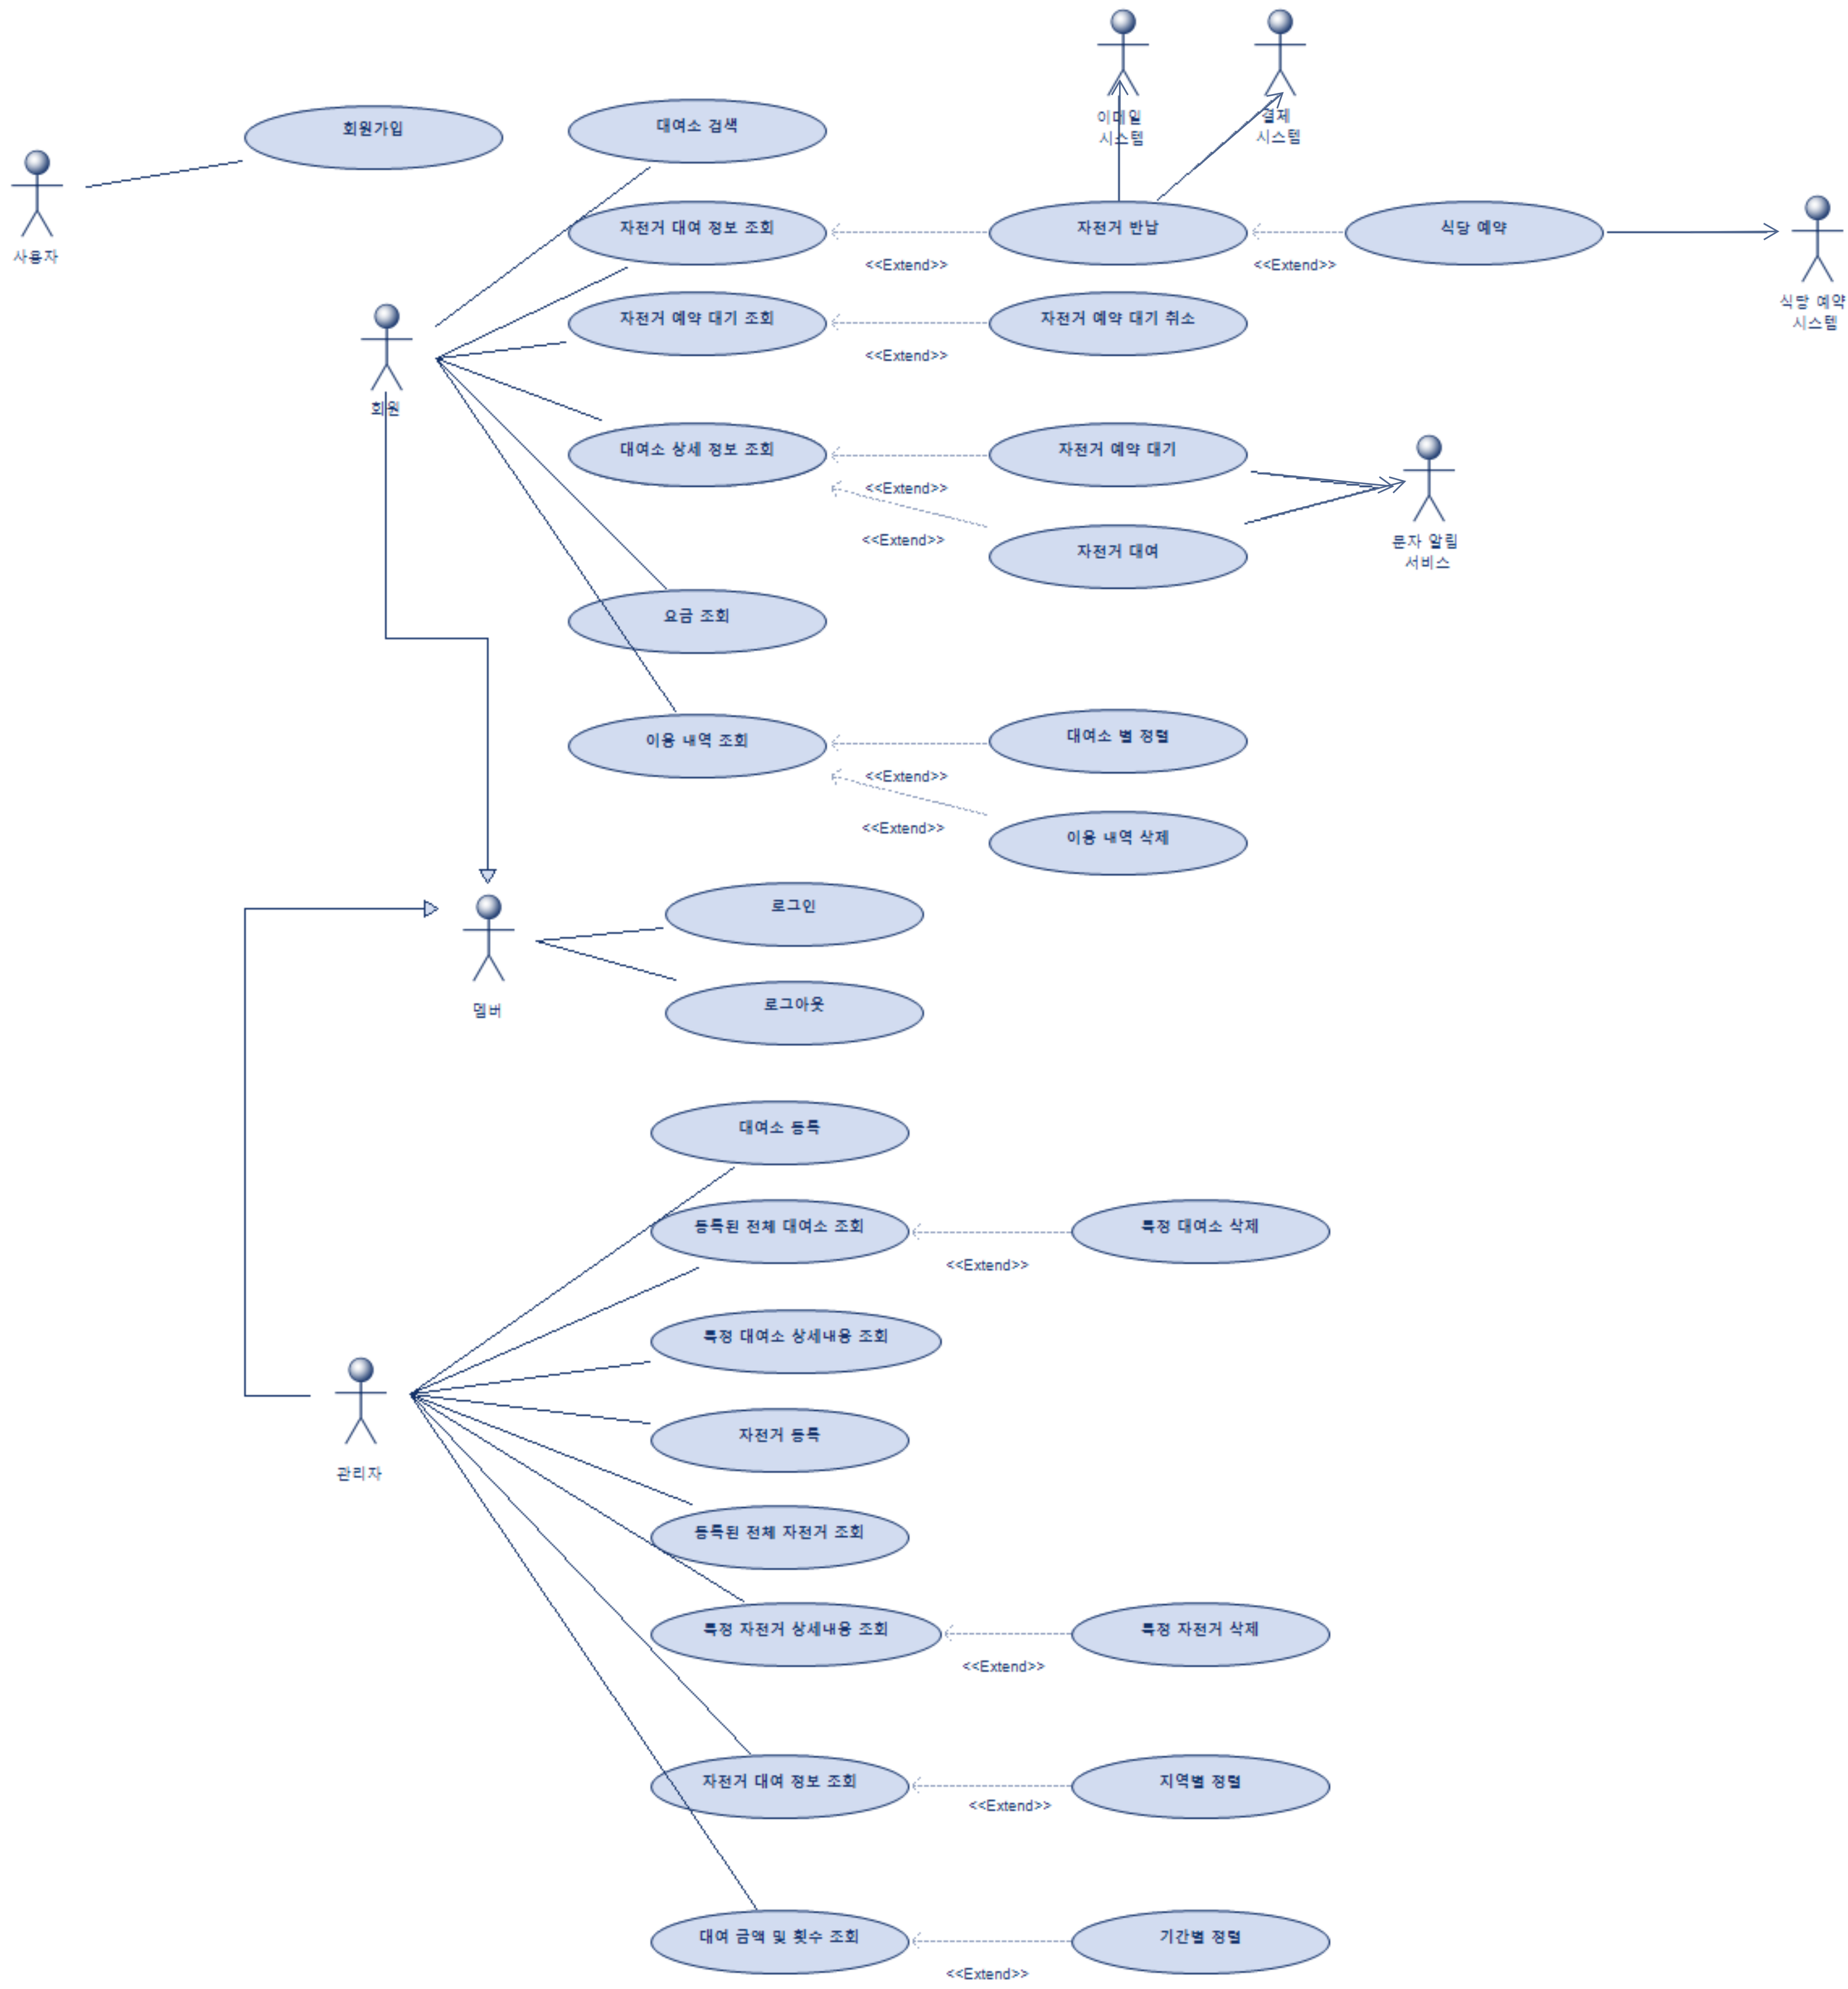 이메일
시스템
결제
시스템
회원가입
대여소 검색
사용자
자전거 대여 정보 조회
<<Extend>>
자전거 반납
<<Extend>>
식당 예약
식당 예약
시스템
자전거 예약 대기 조회
<<Extend>>
자전거 예약 대기 취소
회원
대여소 상세 정보 조회
<<Extend>>
자전거 예약 대기
<<Extend>>
자전거 대여
문자 알림
서비스
요금 조회
이용 내역 조회
<<Extend>>
대여소 별 정렬
<<Extend>>
이용 내역 삭제
로그인
멤버
로그아웃
대여소 등록
등록된 전체 대여소 조회
<<Extend>>
특정 대여소 삭제
특정 대여소 상세내용 조회
자전거 등록
관리자
등록된 전체 자전거 조회
특정 자전거 상세내용 조회
<<Extend>>
특정 자전거 삭제
자전거 대여 정보 조회
<<Extend>>
지역별 정렬
대여 금액 및 횟수 조회
<<Extend>>
기간별 정렬